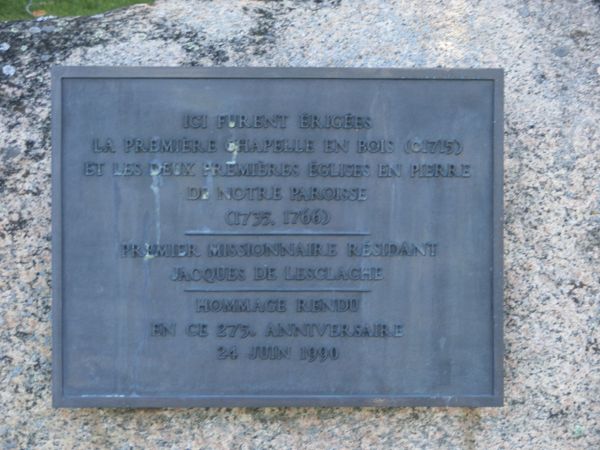 ICI FURENT ÉRIGÉES
LA PREMIÈRE CHAPELLE EN BOIS (C.1715)
ET LES DEUX PREMIÈRES ÉGLISES EN PIERRE
DE NOTRE PAROISSE
(1735, 1766)
PREMIER MISSIONNAIRE RÉSIDANT
JACQUES DE LESCLACHE
HOMMAGE RENDU
EN CE 275e ANNIVERSAIRE
24 JUIN 1990